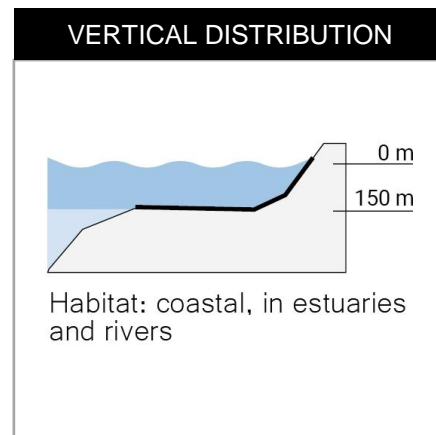 VERTICAL DISTRIBUTION
0 m
150 m
Habitat: coastal, in estuaries
and rivers